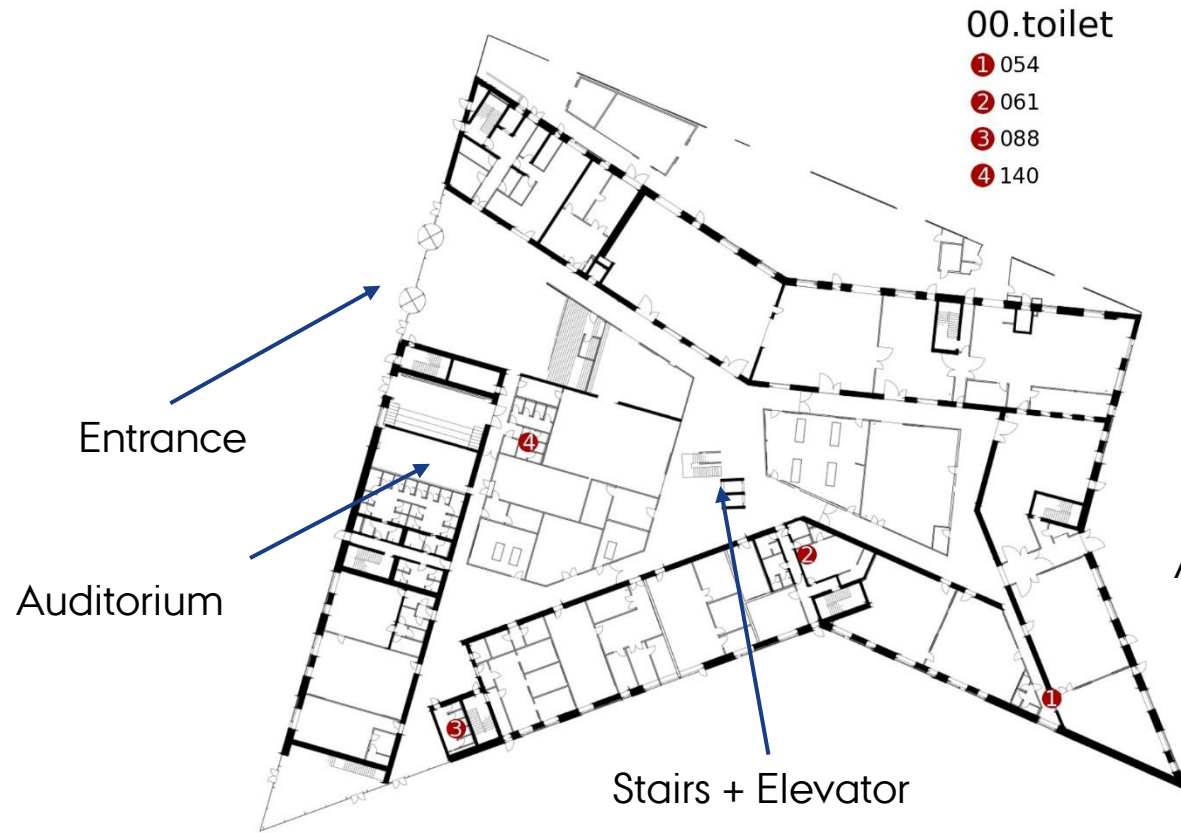 00.toilet
1 054
2 061
3 088
4 140
Entrance
4
Auditorium
2
1
3
Stairs + Elevator